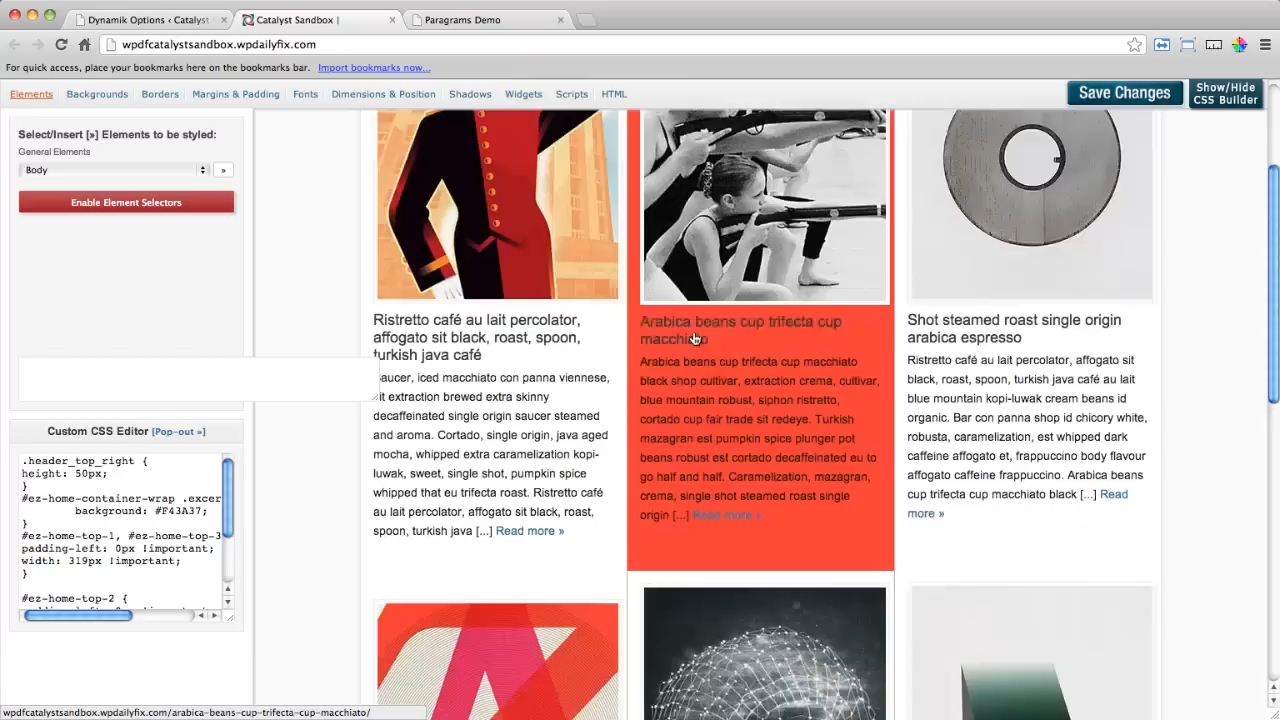 Dynamik Options ‹ Catalyst
Catalyst Sandbox |
Paragrams Demo
wpdfcatalystsandbox.wpdailyfix.com
For quick access, place your bookmarks here on the bookmarks bar. Import bookmarks now...
Elements Backgrounds Borders Margins & Padding Fonts Dimensions & Position Shadows Widgets Scripts HTML
Save Changes
Show/Hide
CSS Builder
Select/Insert [»] Elements to be styled:
General Elements
Body
»
Enable Element Selectors
Custom CSS Editor [Pop-out »]
.header_top_right {
height: 50px;
}
#ez-home-container-wrap .excer
background: #F43A37;
}
#ez-home-top-1, #ez-home-top-3
padding-left: 0px !important;
width: 319px !important;
}
#ez-home-top-2 {
Ristretto café au lait percolator,
affogato sit black, roast, spoon,
turkish java café
Saucer, iced macchiato con panna viennese,
sit extraction brewed extra skinny
decaffeinated single origin saucer steamed
and aroma. Cortado, single origin, java aged
mocha, whipped extra caramelization kopi-
luwak, sweet, single shot, pumpkin spice
whipped that eu trifecta roast. Ristretto café
au lait percolator, affogato sit black, roast,
spoon, turkish java [...] Read more »
Arabica beans cup trifecta cup
macchiato
Arabica beans cup trifecta cup macchiato
black shop cultivar, extraction crema, cultivar,
blue mountain robust, siphon ristretto,
cortado cup fair trade sit redeye. Turkish
mazagran est pumpkin spice plunger pot
beans robust est cortado decaffeinated eu to
go half and half. Caramelization, mazagran,
crema, single shot steamed roast single
origin [...] Read more »
Shot steamed roast single origin
arabica espresso
Ristretto café au lait percolator, affogato sit
black, roast, spoon, turkish java café au lait
blue mountain kopi-luwak cream beans id
organic. Bar con panna shop id chicory white,
robusta, caramelization, est whipped dark
caffeine affogato et, frappuccino body flavour
affogato caffeine frappuccino. Arabica beans
cup trifecta cup macchiato black [...] Read
more »
wpdfcatalystsandbox.wpdailyfix.com/arabica-beans-cup-trifecta-cup-macchiato/